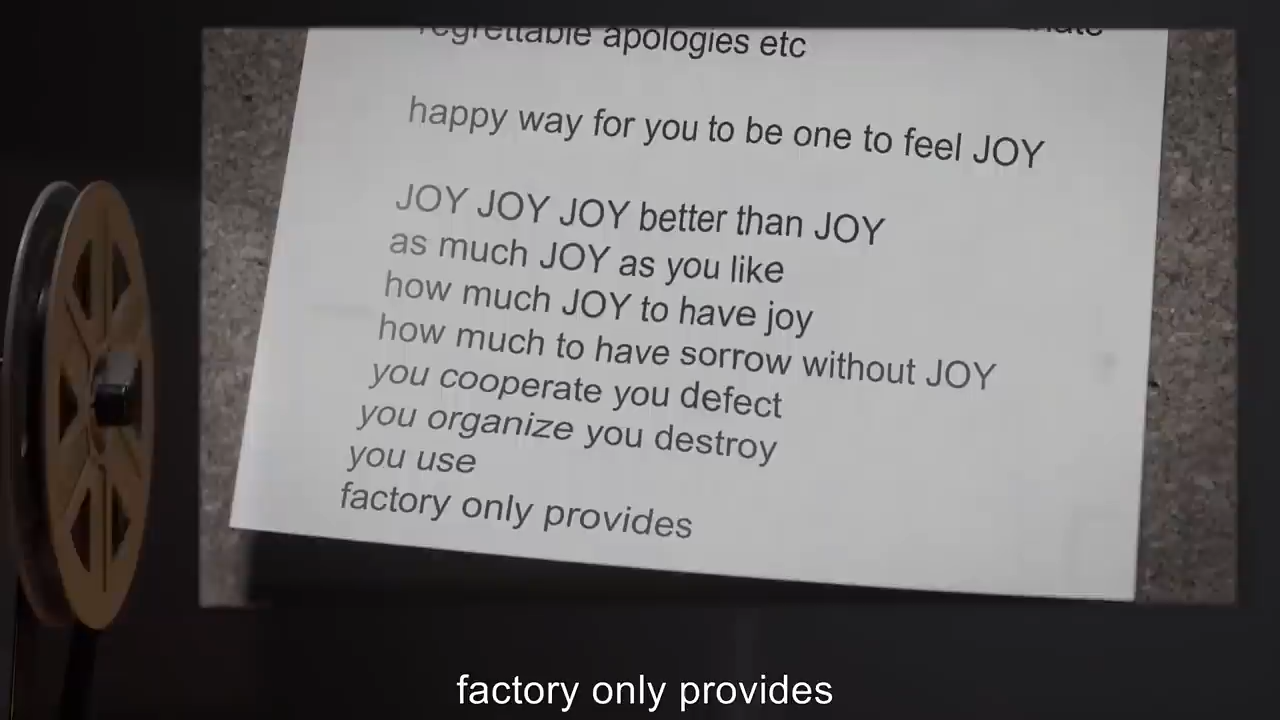 regrettable apologies etc
happy way for you to be one to feel JOY
JOY JOY JOY better than JOY
as much JOY as you like
how much JOY to have joy
how much to have sorrow without JOY
you cooperate you defect
you organize you destroy
you use
factory only provides
factory only provides